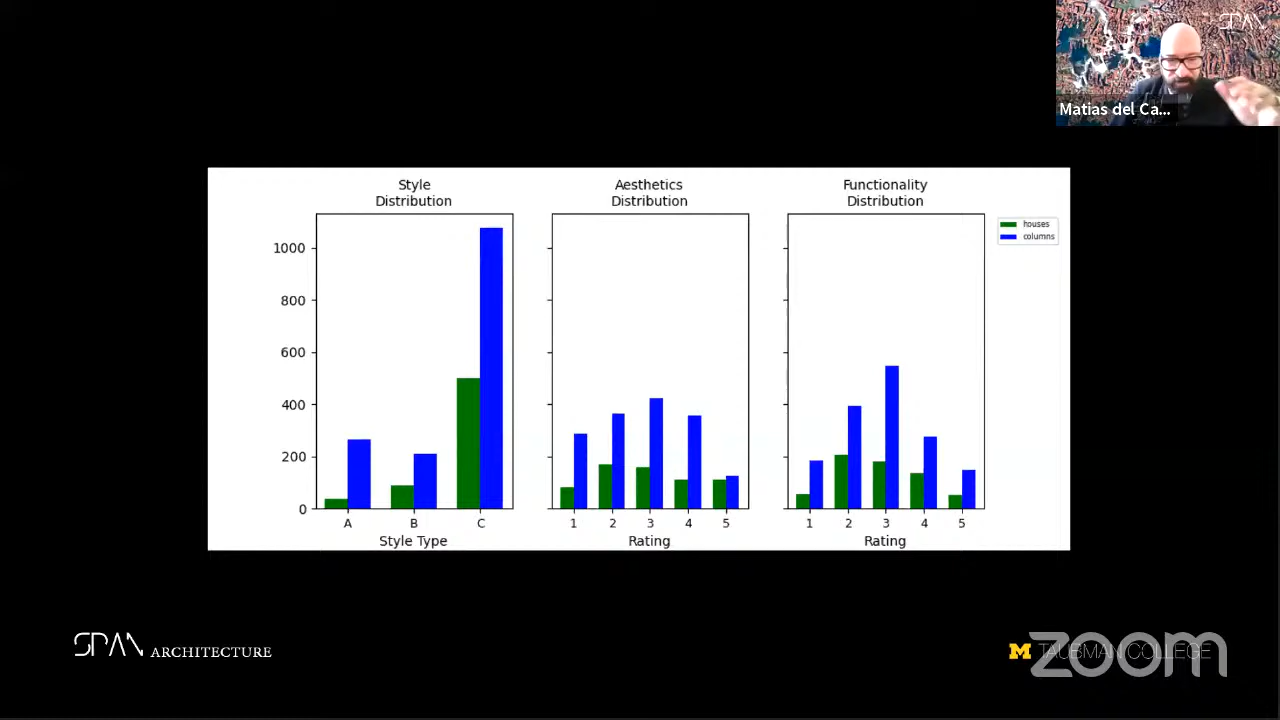 SPAN
Matias del Ca...
Style
Distribution
Aesthetics
Distribution
Functionality
Distribution
houses
columns
1000
800
600
400
200
0
A B C
1 2 3 4 5
1 2 3 4 5
Style Type
Rating
Rating
SPAN ARCHITECTURE
M TAUBMAN COLLEGE
zoom